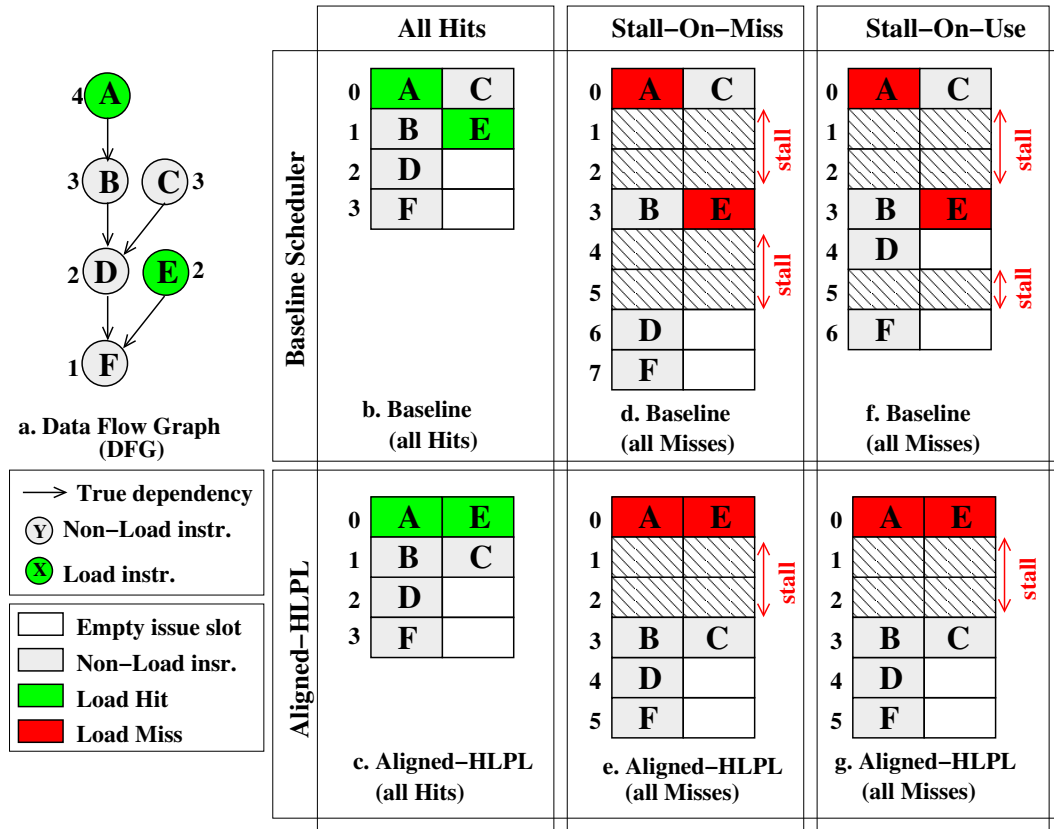 All Hits
Stall−On−Miss
Stall−On−Use
4 A
3 B
C 3
2 D
E 2
1 F
a. Data Flow Graph
(DFG)
True dependency
Y Non−Load instr.
X Load instr.
Empty issue slot
Non−Load insr.
Load Hit
Load Miss
Baseline Scheduler
0 A C
1 B E
2 D
3 F
b. Baseline
(all Hits)
0 A C
1
2
stall
3 B E
4
5
stall
6 D
7 F
d. Baseline
(all Misses)
0 A C
1
2
stall
3 B E
4 D
5
stall
6 F
f. Baseline
(all Misses)
Aligned−HLPL
0 A E
1 B C
2 D
3 F
c. Aligned−HLPL
(all Hits)
0 A E
1
2
stall
3 B C
4 D
5 F
e. Aligned−HLPL
(all Misses)
0 A E
1
2
stall
3 B C
4 D
5 F
g. Aligned−HLPL
(all Misses)